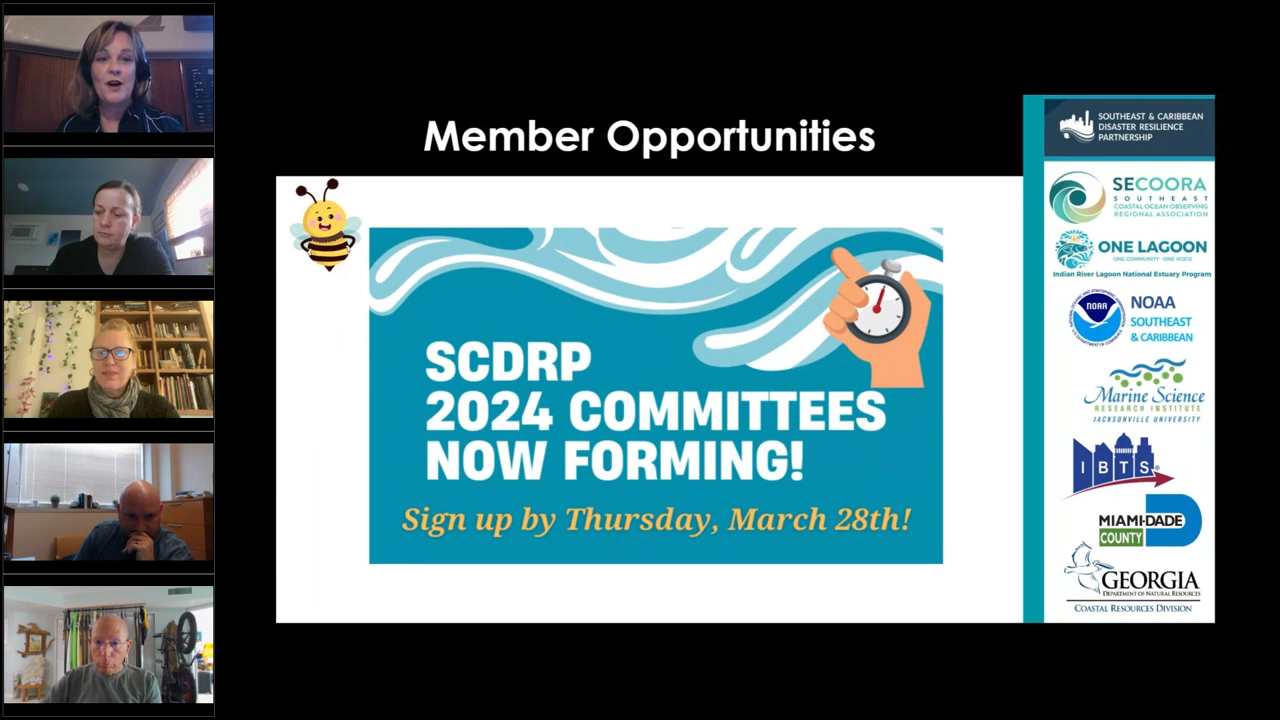 Member Opportunities
SCDRP
2024 COMMITTEES
NOW FORMING!
Sign up by Thursday, March 28th!
SOUTHEAST & CARIBBEAN
DISASTER RESILIENCE
PARTNERSHIP
SECOORA
SOUTHEAST
COASTAL OCEAN OBSERVING
REGIONAL ASSOCIATION
ONE LAGOON
ONE COMMUNITY · ONE VOICE
Indian River Lagoon National Estuary Program
NOAA
NOAA
SOUTHEAST
& CARIBBEAN
Marine Science
RESEARCH INSTITUTE
JACKSONVILLE UNIVERSITY
IBTS®
MIAMI-DADE
COUNTY
GEORGIA
DEPARTMENT OF NATURAL RESOURCES
COASTAL RESOURCES DIVISION